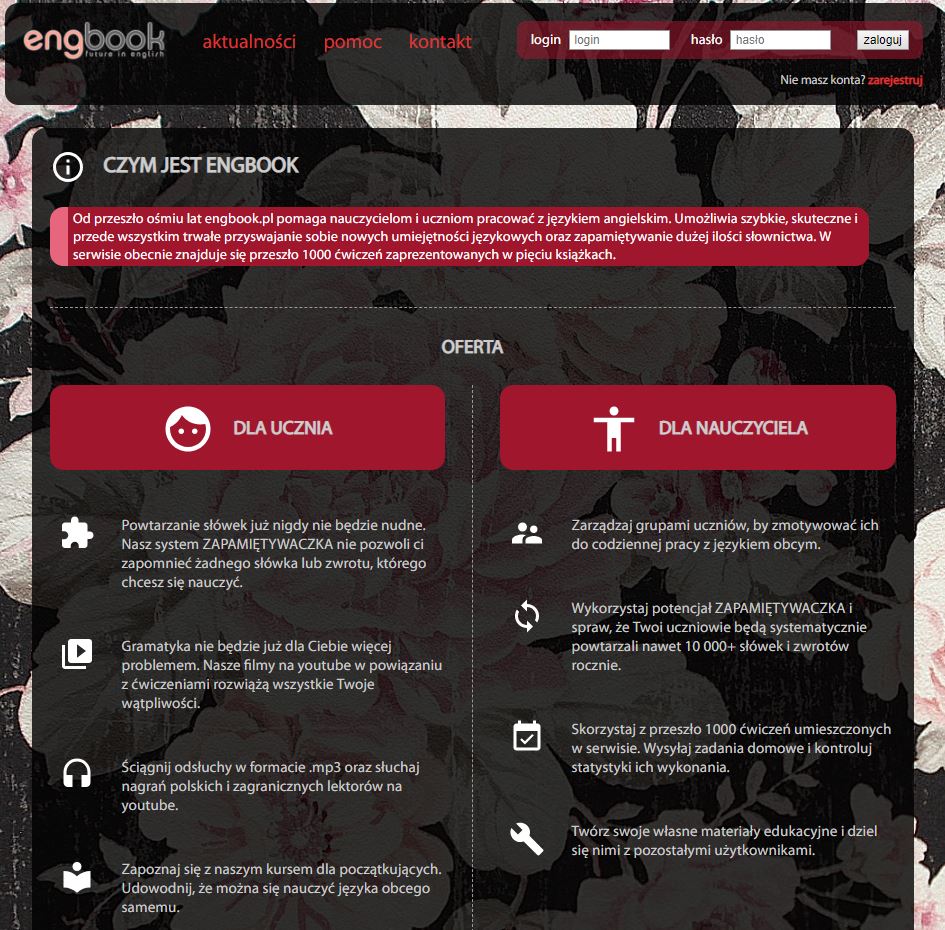 engbook
future in english
aktualności pomoc kontakt
login login hasło hasło zaloguj
Nie masz konta? zarejestruj
CZYM JEST ENGBOOK
Od przeszło ośmiu lat engbook.pl pomaga nauczycielom i uczniom pracować z językiem angielskim. Umożliwia szybkie, skuteczne i
przede wszystkim trwałe przyswajanie sobie nowych umiejętności językowych oraz zapamiętywanie dużej ilości słownictwa. W
serwisie obecnie znajduje się przeszło 1000 ćwiczeń zaprezentowanych w pięciu książkach.
OFERTA
DLA UCZNIA
Powtarzanie słówek już nigdy nie będzie nudne.
Nasz system ZAPAMIĘTYWACZKA nie pozwoli ci
zapomnieć żadnego słówka lub zwrotu, którego
chcesz się nauczyć.
Gramatyka nie będzie już dla Ciebie więcej
problemem. Nasze filmy na youtube w powiązaniu
z ćwiczeniami rozwiążą wszystkie Twoje
wątpliwości.
Ściągnij odsłuchy w formacie .mp3 oraz słuchaj
nagrań polskich i zagranicznych lektorów na
youtube.
Zapoznaj się z naszym kursem dla początkujących.
Udowodnij, że można się nauczyć języka obcego
samemu.
DLA NAUCZYCIELA
Zarządzaj grupami uczniów, by zmotywować ich
do codziennej pracy z językiem obcym.
Wykorzystaj potencjał ZAPAMIĘTYWACZKA i
spraw, że Twoi uczniowie będą systematycznie
powtarzali nawet 10 000+ słówek i zwrotów
rocznie.
Skorzystaj z przeszło 1000 ćwiczeń umieszczonych
w serwisie. Wysyłaj zadania domowe i kontroluj
statystyki ich wykonania.
Twórz swoje własne materiały edukacyjne i dziel
się nimi z pozostałymi użytkownikami.